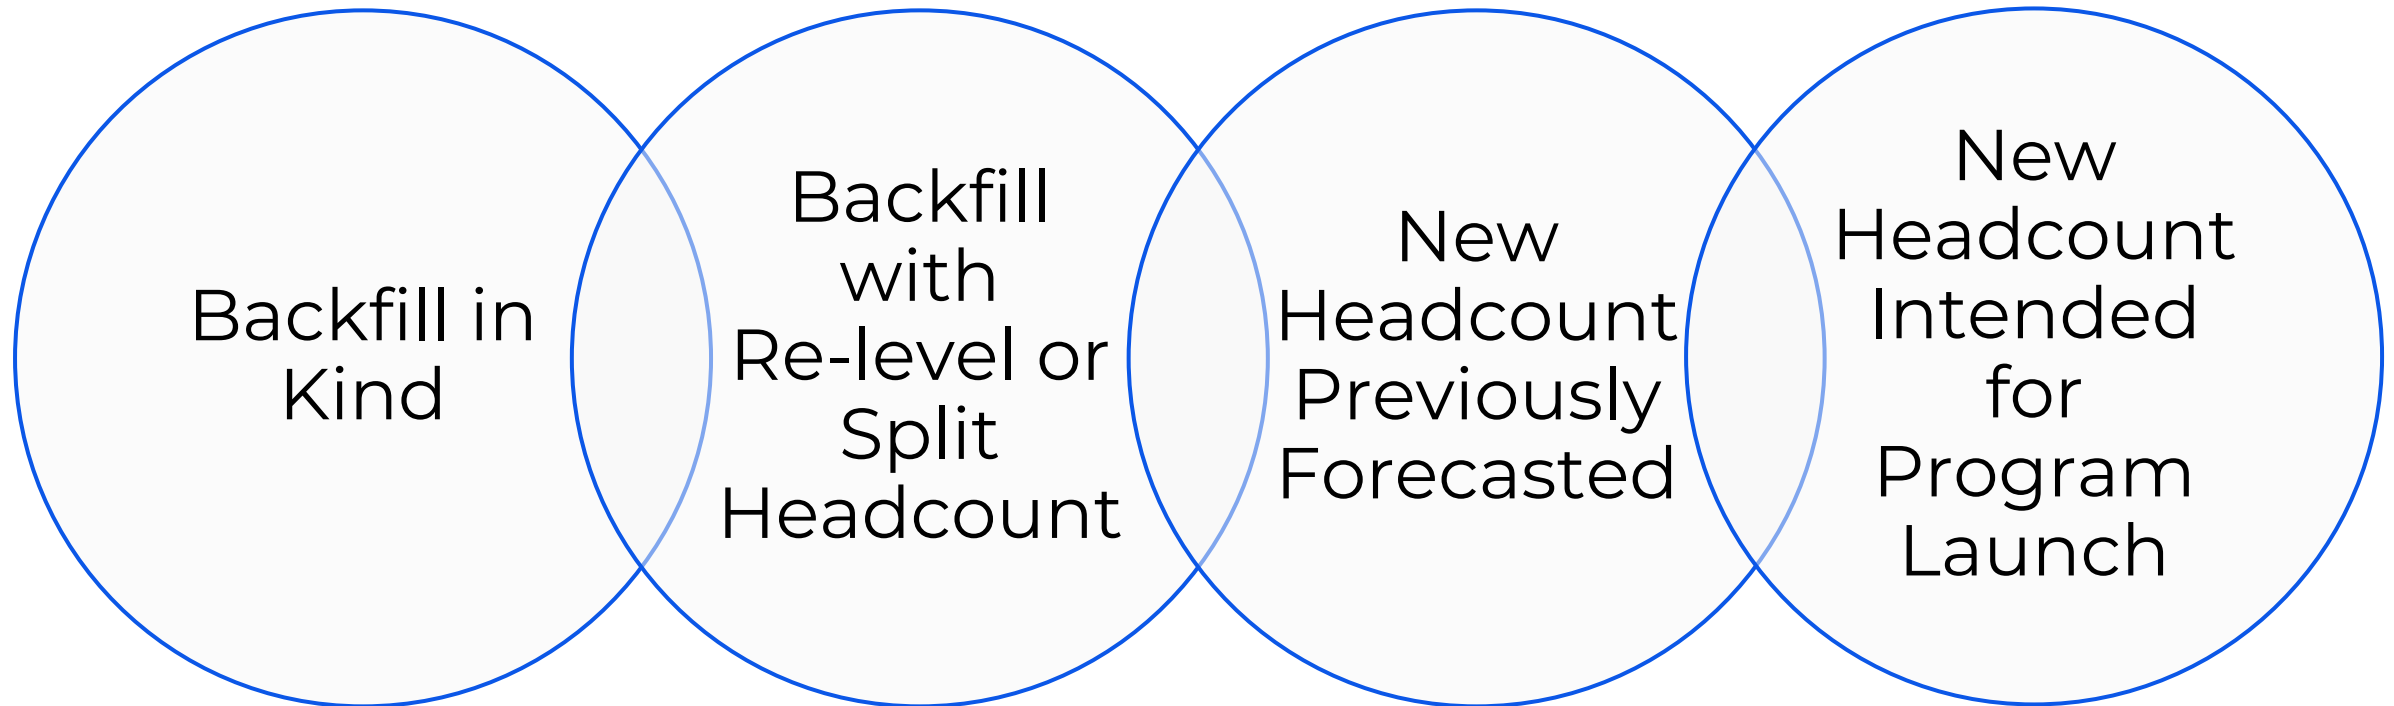 Backfill in
Kind
Backfill
with
Re-level or
Split
Headcount
New
Headcount
Previously
Forecasted
New
Headcount
Intended
for
Program
Launch